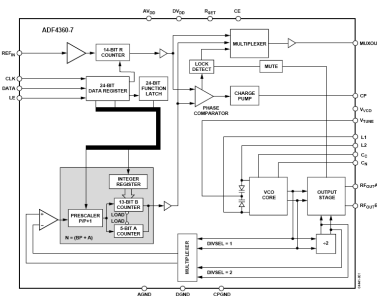 ADF4360-7
AVDD
DVDD
RSET
CE
REFIN
14-BIT R
COUNTER
MULTIPLEXER
MUXOU
LOCK
DETECT
MUTE
CLK
DATA
LE
24-BIT
DATA REGISTER
24-BIT
FUNCTION
LATCH
PHASE
COMPARATOR
CHARGE
PUMP
CP
VVCO
VTUNE
L1
L2
CC
CN
INTEGER
REGISTER
13-BIT B
COUNTER
LOAD
LOAD
5-BIT A
COUNTER
PRESCALER
P/P+1
N = (BP + A)
VCO
CORE
OUTPUT
STAGE
RFOUTA
RFOUTB
÷2
MULTIPLEXER
DIVSEL = 1
DIVSEL = 2
AGND
DGND
CPGND